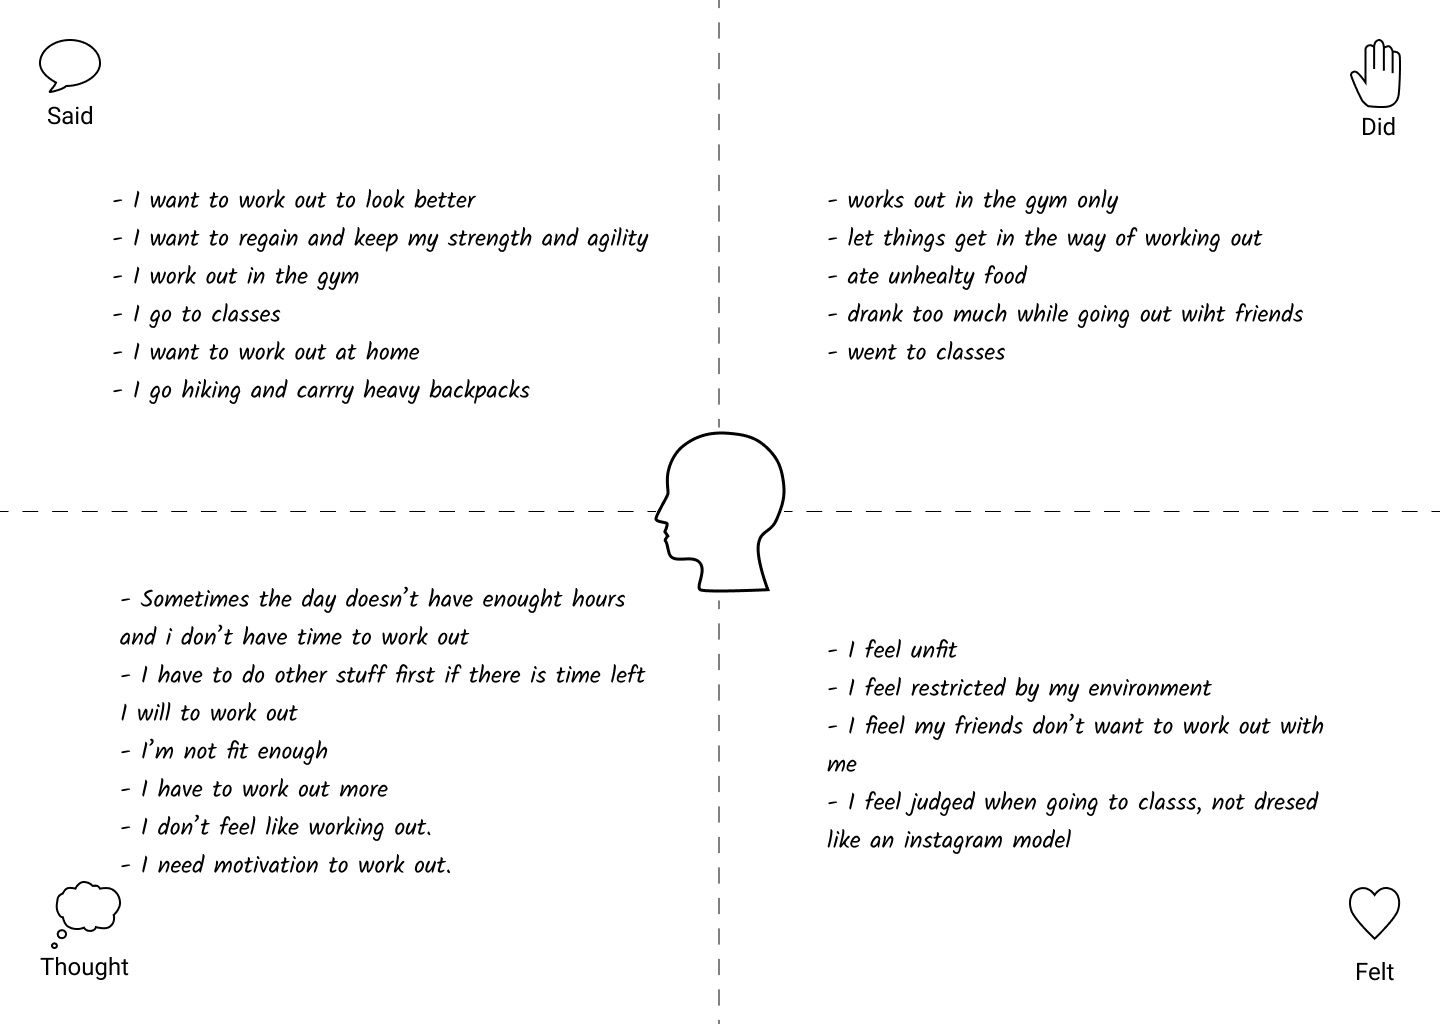 Said
- I want to work out to look better
- I want to regain and keep my strength and agility
- I work out in the gym
- I go to classes
- I want to work out at home
- I go hiking and carrry heavy backpacks
Did
- works out in the gym only
- let things get in the way of working out
- ate unhealty food
- drank too much while going out wiht friends
- went to classes
- Sometimes the day doesn't have enought hours
and i don't have time to work out
- I have to do other stuff first if there is time left
I will to work out
- I'm not fit enough
- I have to work out more
- I don't feel like working out.
- I need motivation to work out.
Thought
- I feel unfit
- I feel restricted by my environment
- I fieel my friends don't want to work out with
me
- I feel judged when going to classs, not dresed
like an instagram model
Felt